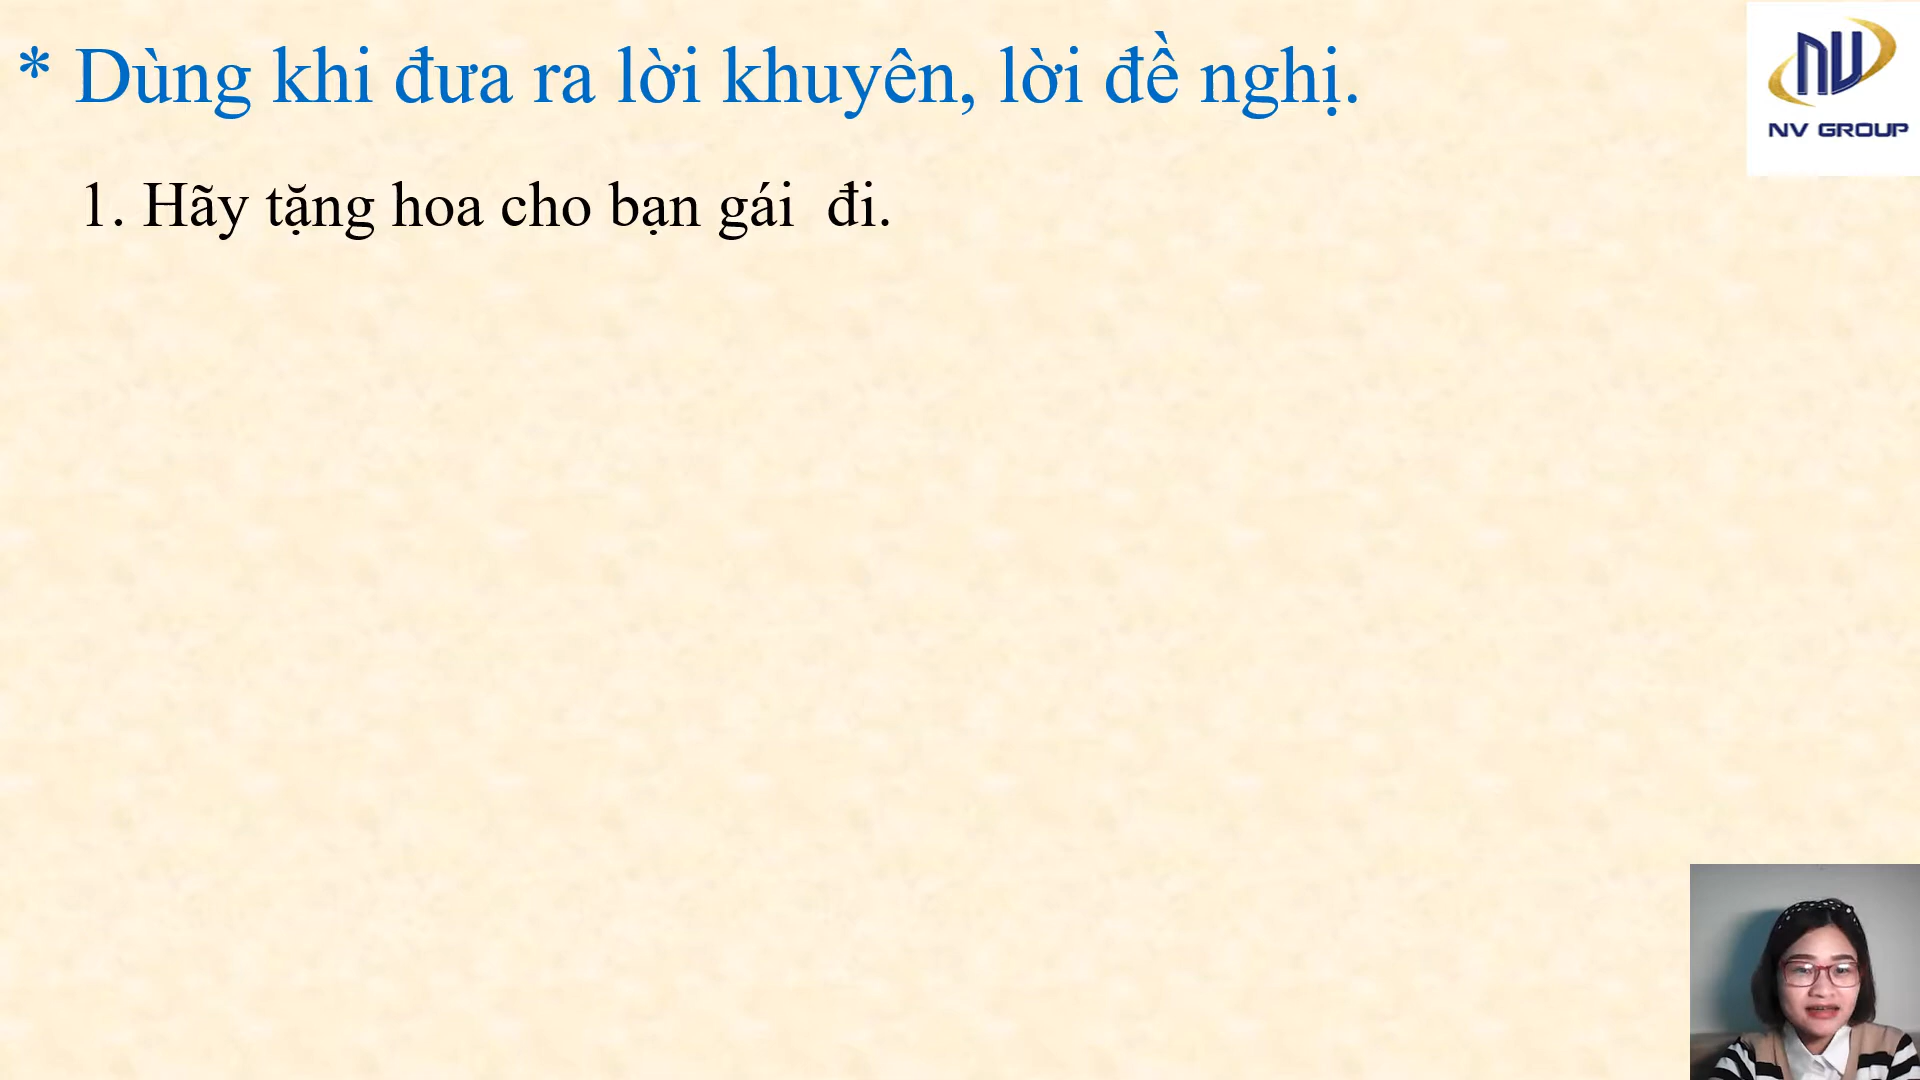 * Dùng khi đưa ra lời khuyên, lời đề nghị.
1. Hãy tặng hoa cho bạn gái  đi.
NV
NV GROUP